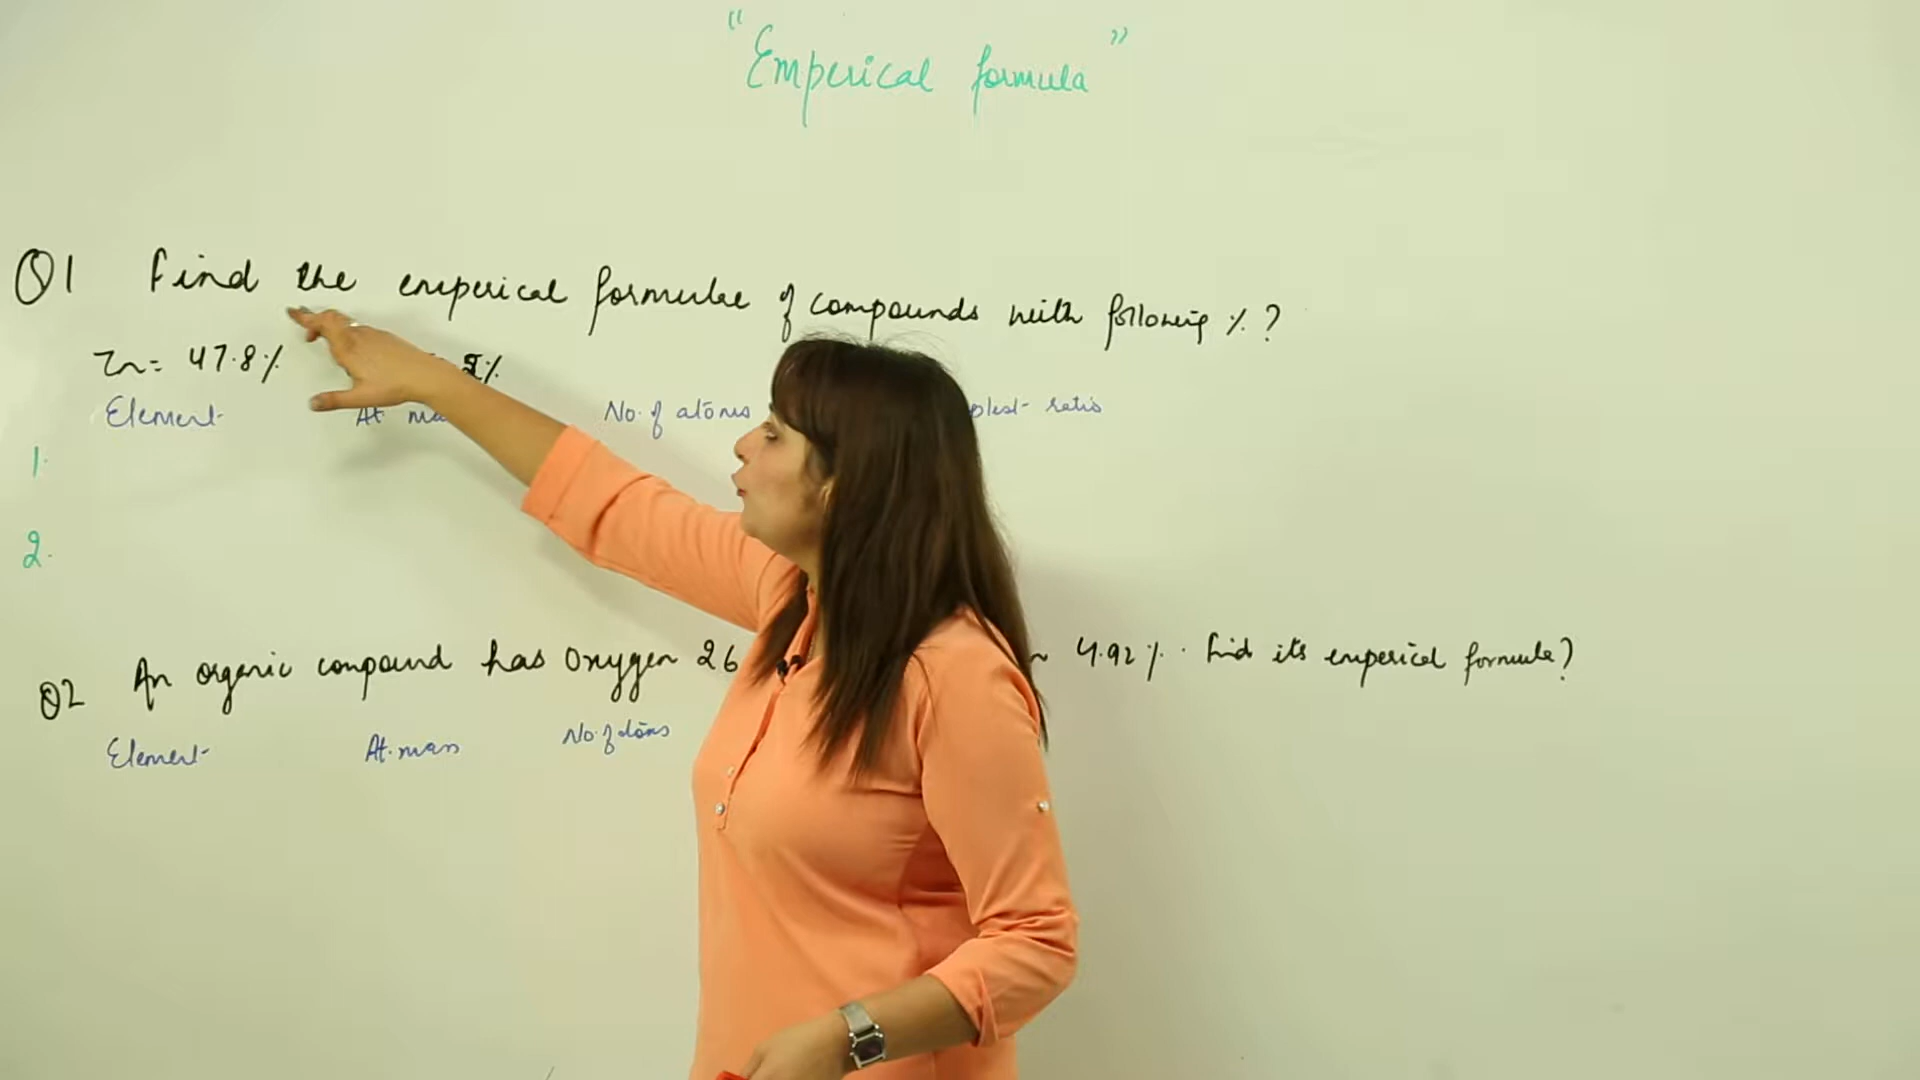 "Emperical formula"
Q1 Find the emperical formulae of compounds with following %?
Zn = 47.8%
Element At No. of atoms ratio
1.
2.
Q2 An organic compound has Oxygen 26 4.92%. Find its emperical formula?
Element At. mass No. of atoms